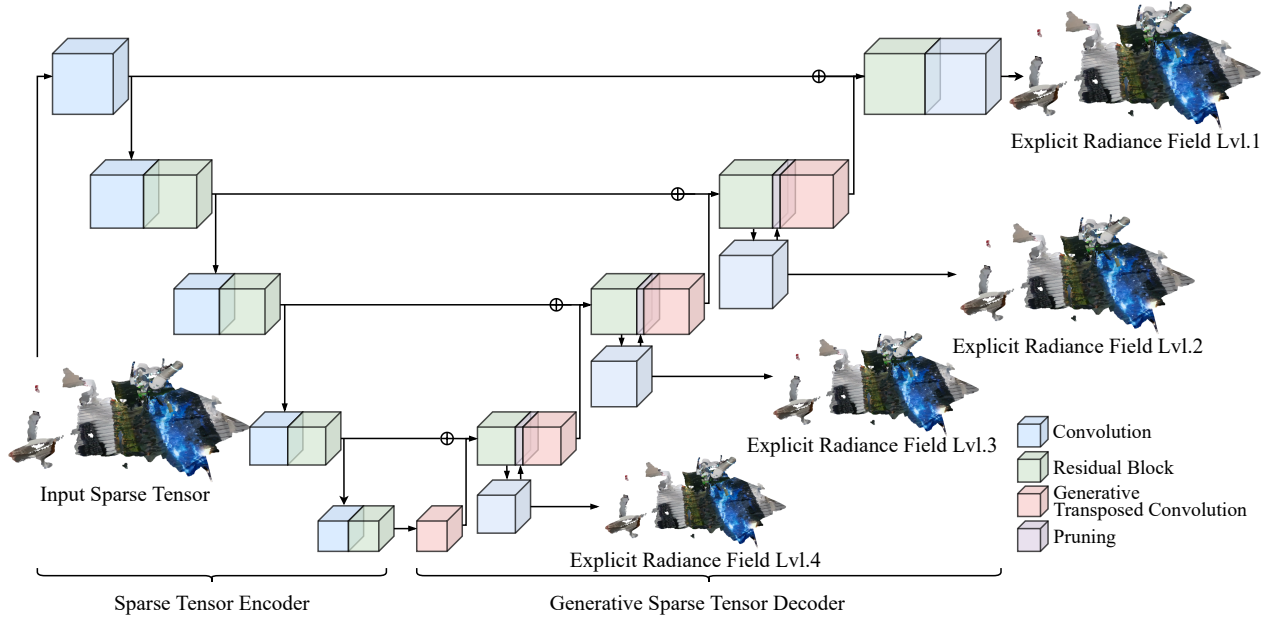 Explicit Radiance Field Lvl.1
Explicit Radiance Field Lvl.2
Explicit Radiance Field Lvl.3
Explicit Radiance Field Lvl.4
Input Sparse Tensor
Convolution
Residual Block
Generative
Transposed Convolution
Pruning
Sparse Tensor Encoder
Generative Sparse Tensor Decoder